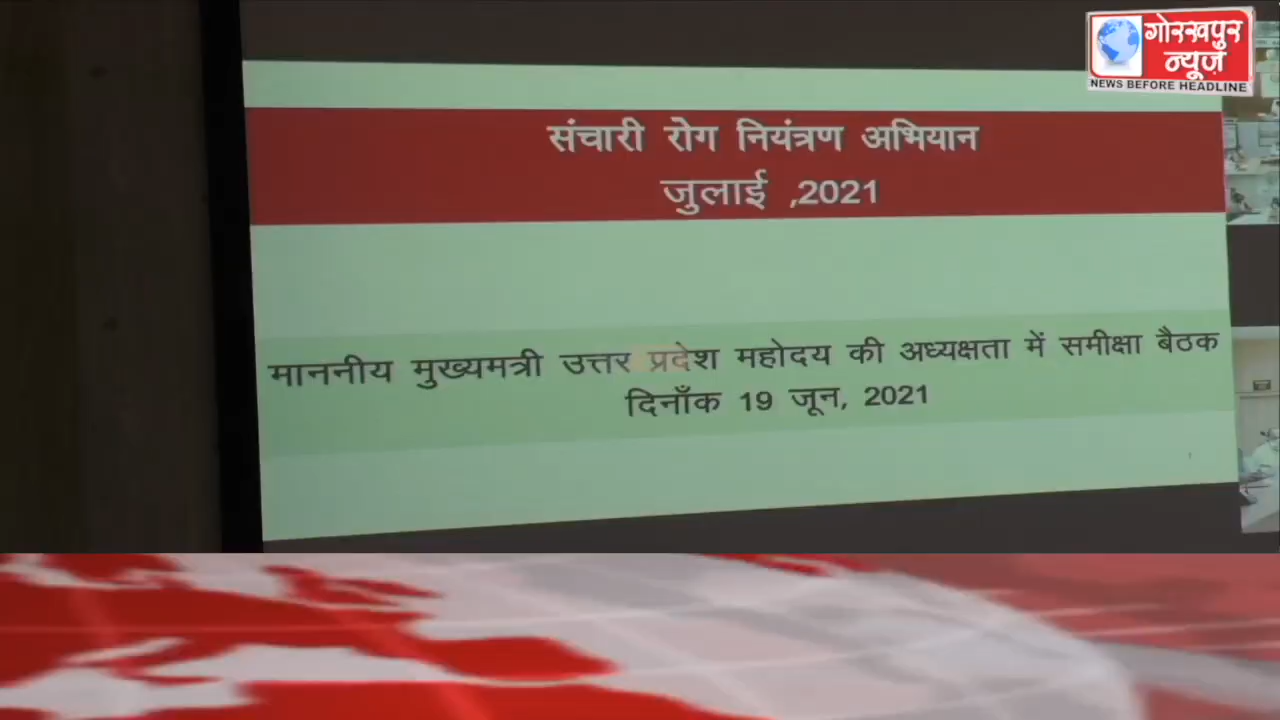 गोरखपुर
न्यूज़
NEWS BEFORE HEADLINE
संचारी रोग नियंत्रण अभियान
जुलाई ,2021
माननीय मुख्यमत्री उत्तर प्रदेश महोदय की अध्यक्षता में समीक्षा बैठक
दिनाँक 19 जून, 2021